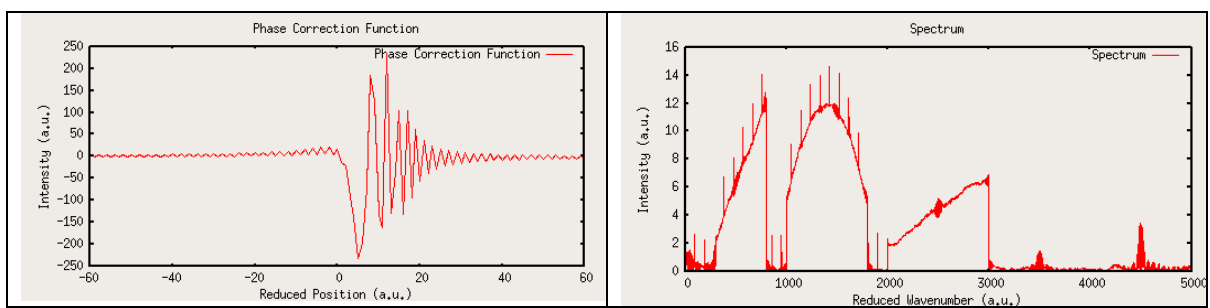 Phase Correction Function
Phase Correction Function
Intensity (a.u.)
250
200
150
100
50
0
-50
-100
-150
-200
-250
-60 -40 -20 0 20 40 60
Reduced Position (a.u.)
Spectrum
Spectrum
Intensity (a.u.)
16
14
12
10
8
6
4
2
0
0 1000 2000 3000 4000 5000
Reduced Wavenumber (a.u.)